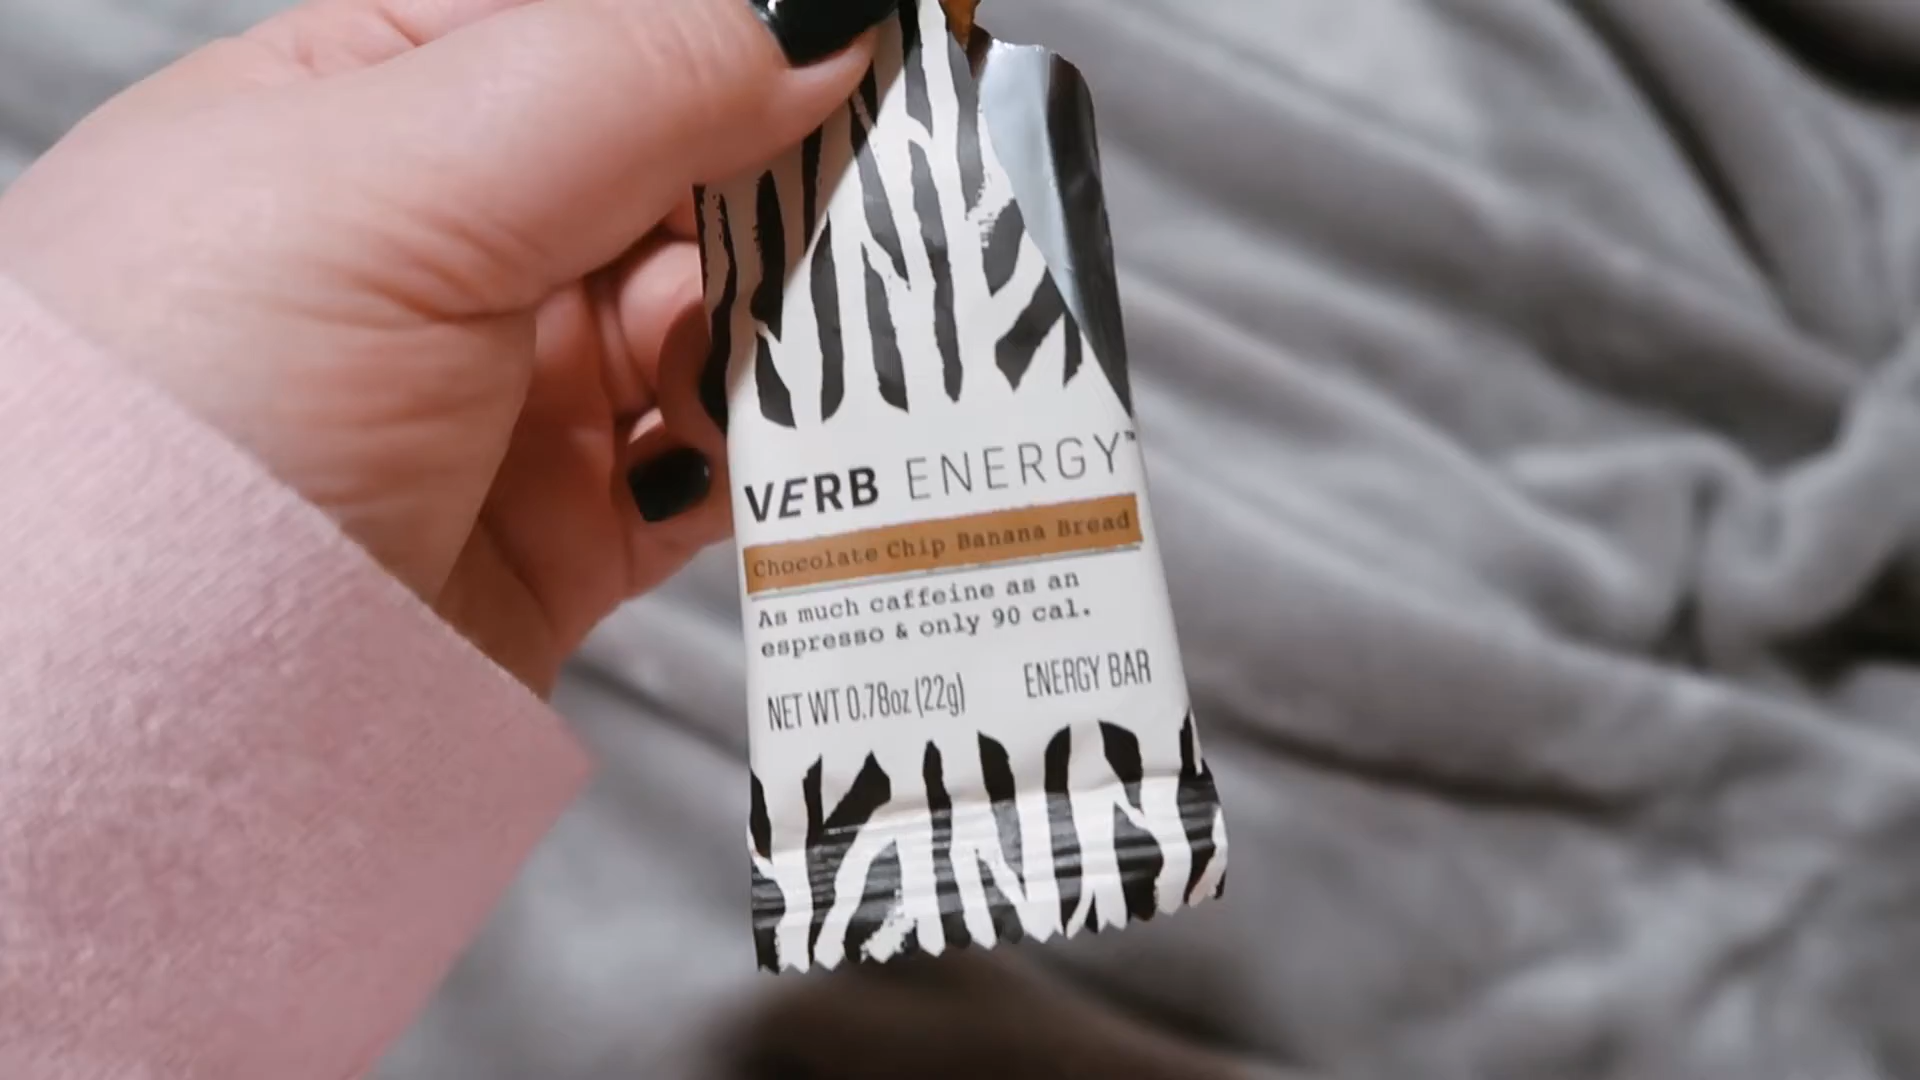 VERB ENERGY™
Chocolate Chip Banana Bread
As much caffeine as an
espresso & only 90 cal.
NET WT 0.78oz (22g) ENERGY BAR